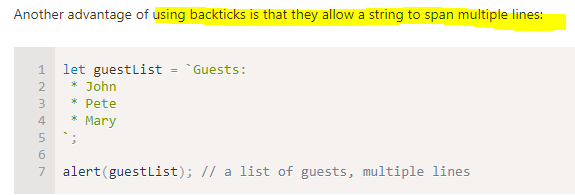 Another advantage of using backticks is that they allow a string to span multiple lines:
1 let guestList = `Guests:
2  * John
3  * Pete
4  * Mary
5 `;
6
7 alert(guestList); // a list of guests, multiple lines